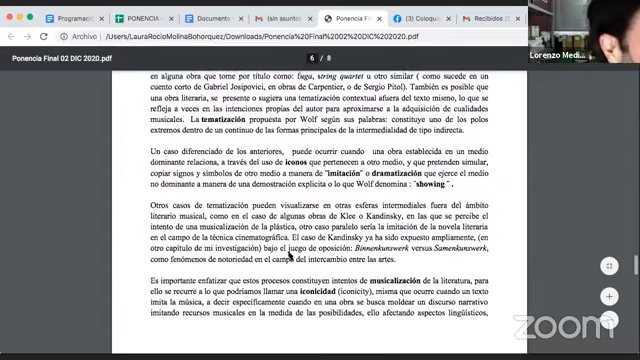 Programació
PONENCIA
Documento
(sin asunto)
Ponencia Fin
(3) Coloquio
Recibidos (
Archivo /Users/LauraRocioMolinaBohorquez/Downloads/Ponencia%20Final%2002%20DIC%202020.pdf
Lorenzo Medi...
Ponencia Final 02 DIC 2020.pdf
6 / 8
en alguna obra que tome por título como: fuga, string quartet u otro similar ( como sucede en un
cuento corto de Gabriel Josipovici, en obras de Carpentier, o de Sergio Pitol). También es posible que
una obra literaria, se presente o sugiera una tematización contextual afuera del texto mismo, lo que se
refleja a veces en las intenciones propias del autor para aproximarse a la adquisición de cualidades
musicales. La tematización propuesta por Wolf según sus palabras: constituye uno de los polos
extremos dentro de un continuo de las formas principales de la intermedialidad de tipo indirecta.
Un caso diferenciado de los anteriores, puede ocurrir cuando una obra establecida en un medio
dominante relaciona, a través del uso de iconos que pertenecen a otro medio, y que pretenden simular,
copiar signos y símbolos de otro medio a manera de "imitación" o dramatización que ejerce el medio
no dominante a manera de una demostración explicita o lo que Wolf denomina : "showing" .
Otros casos de tematización pueden visualizarse en otras esferas intermediales fuera del ámbito
literario musical, como en el caso de algunas obras de Klee o Kandinsky, en las que se percibe el
intento de una musicalización de la plástica, otro caso paralelo sería la imitación de la novela literaria
en el campo de la técnica cinematográfica. El caso de Kandinsky ya ha sido expuesto ampliamente, (en
otro capítulo de mi investigación) bajo el juego de oposición: Binnenkunswerk versus Samenkunswerk,
como fenómenos de notoriedad en el campo del intercambio entre las artes.
Es importante enfatizar que estos procesos constituyen intentos de musicalización de la literatura, para
ello se recurre a lo que podríamos llamar una iconicidad (iconicity), misma que ocurre cuando un texto
imita la música, a decir específicamente cuando en una obra se busca moldear un discurso narrativo
imitando recursos musicales en la medida de las posibilidades, ello afectando aspectos lingüísticos,
zoom